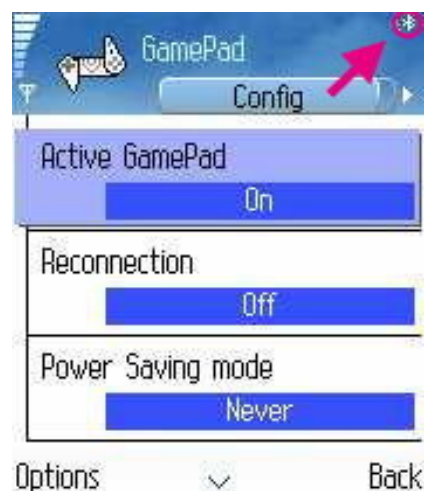 GamePad
Config
Active GamePad
On
Reconnection
Off
Power Saving mode
Never
Options
Back